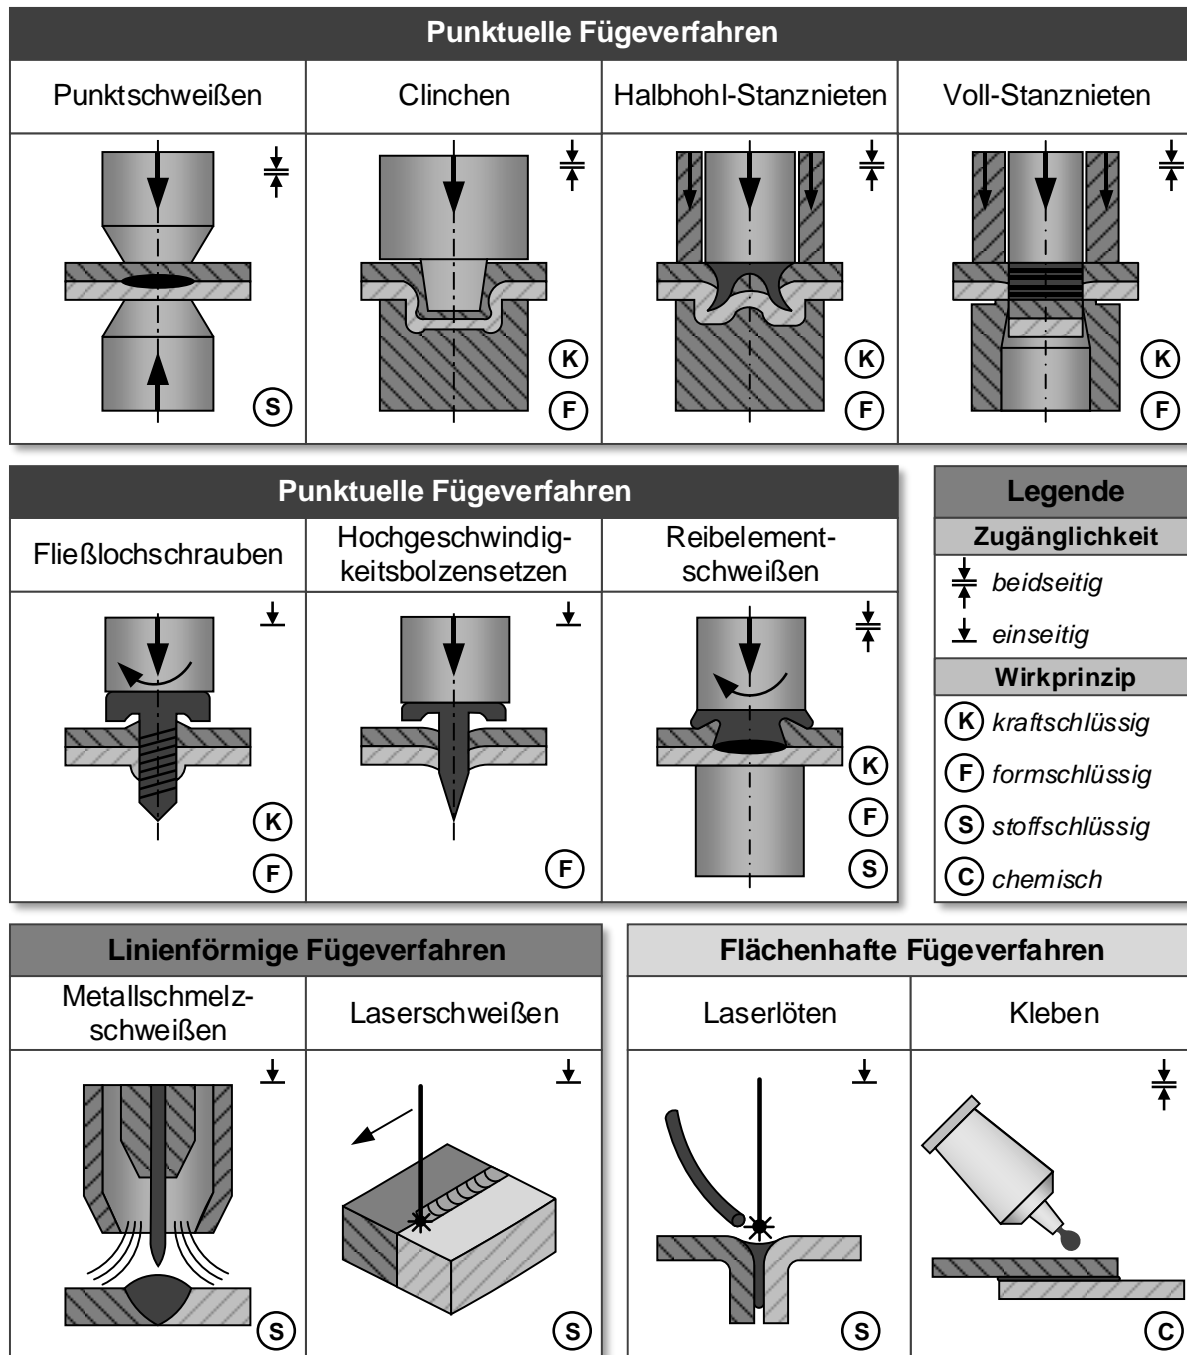 Punktuelle Fügeverfahren
Punktschweißen
Clinchen
Halbhohl-Stanznieten
Voll-Stanznieten
S
K
F
K
F
K
F
Punktuelle Fügeverfahren
Fließlochschrauben
Hochgeschwindig-
keitsbolzensetzen
Reibelement-
schweißen
K
F
F
K
F
S
Legende
Zugänglichkeit
beidseitig
einseitig
Wirkprinzip
K kraftschlüssig
F formschlüssig
S stoffschlüssig
C chemisch
Linienförmige Fügeverfahren
Metallschmelz-
schweißen
Laserschweißen
S
S
Flächenhafte Fügeverfahren
Laserlöten
Kleben
S
C